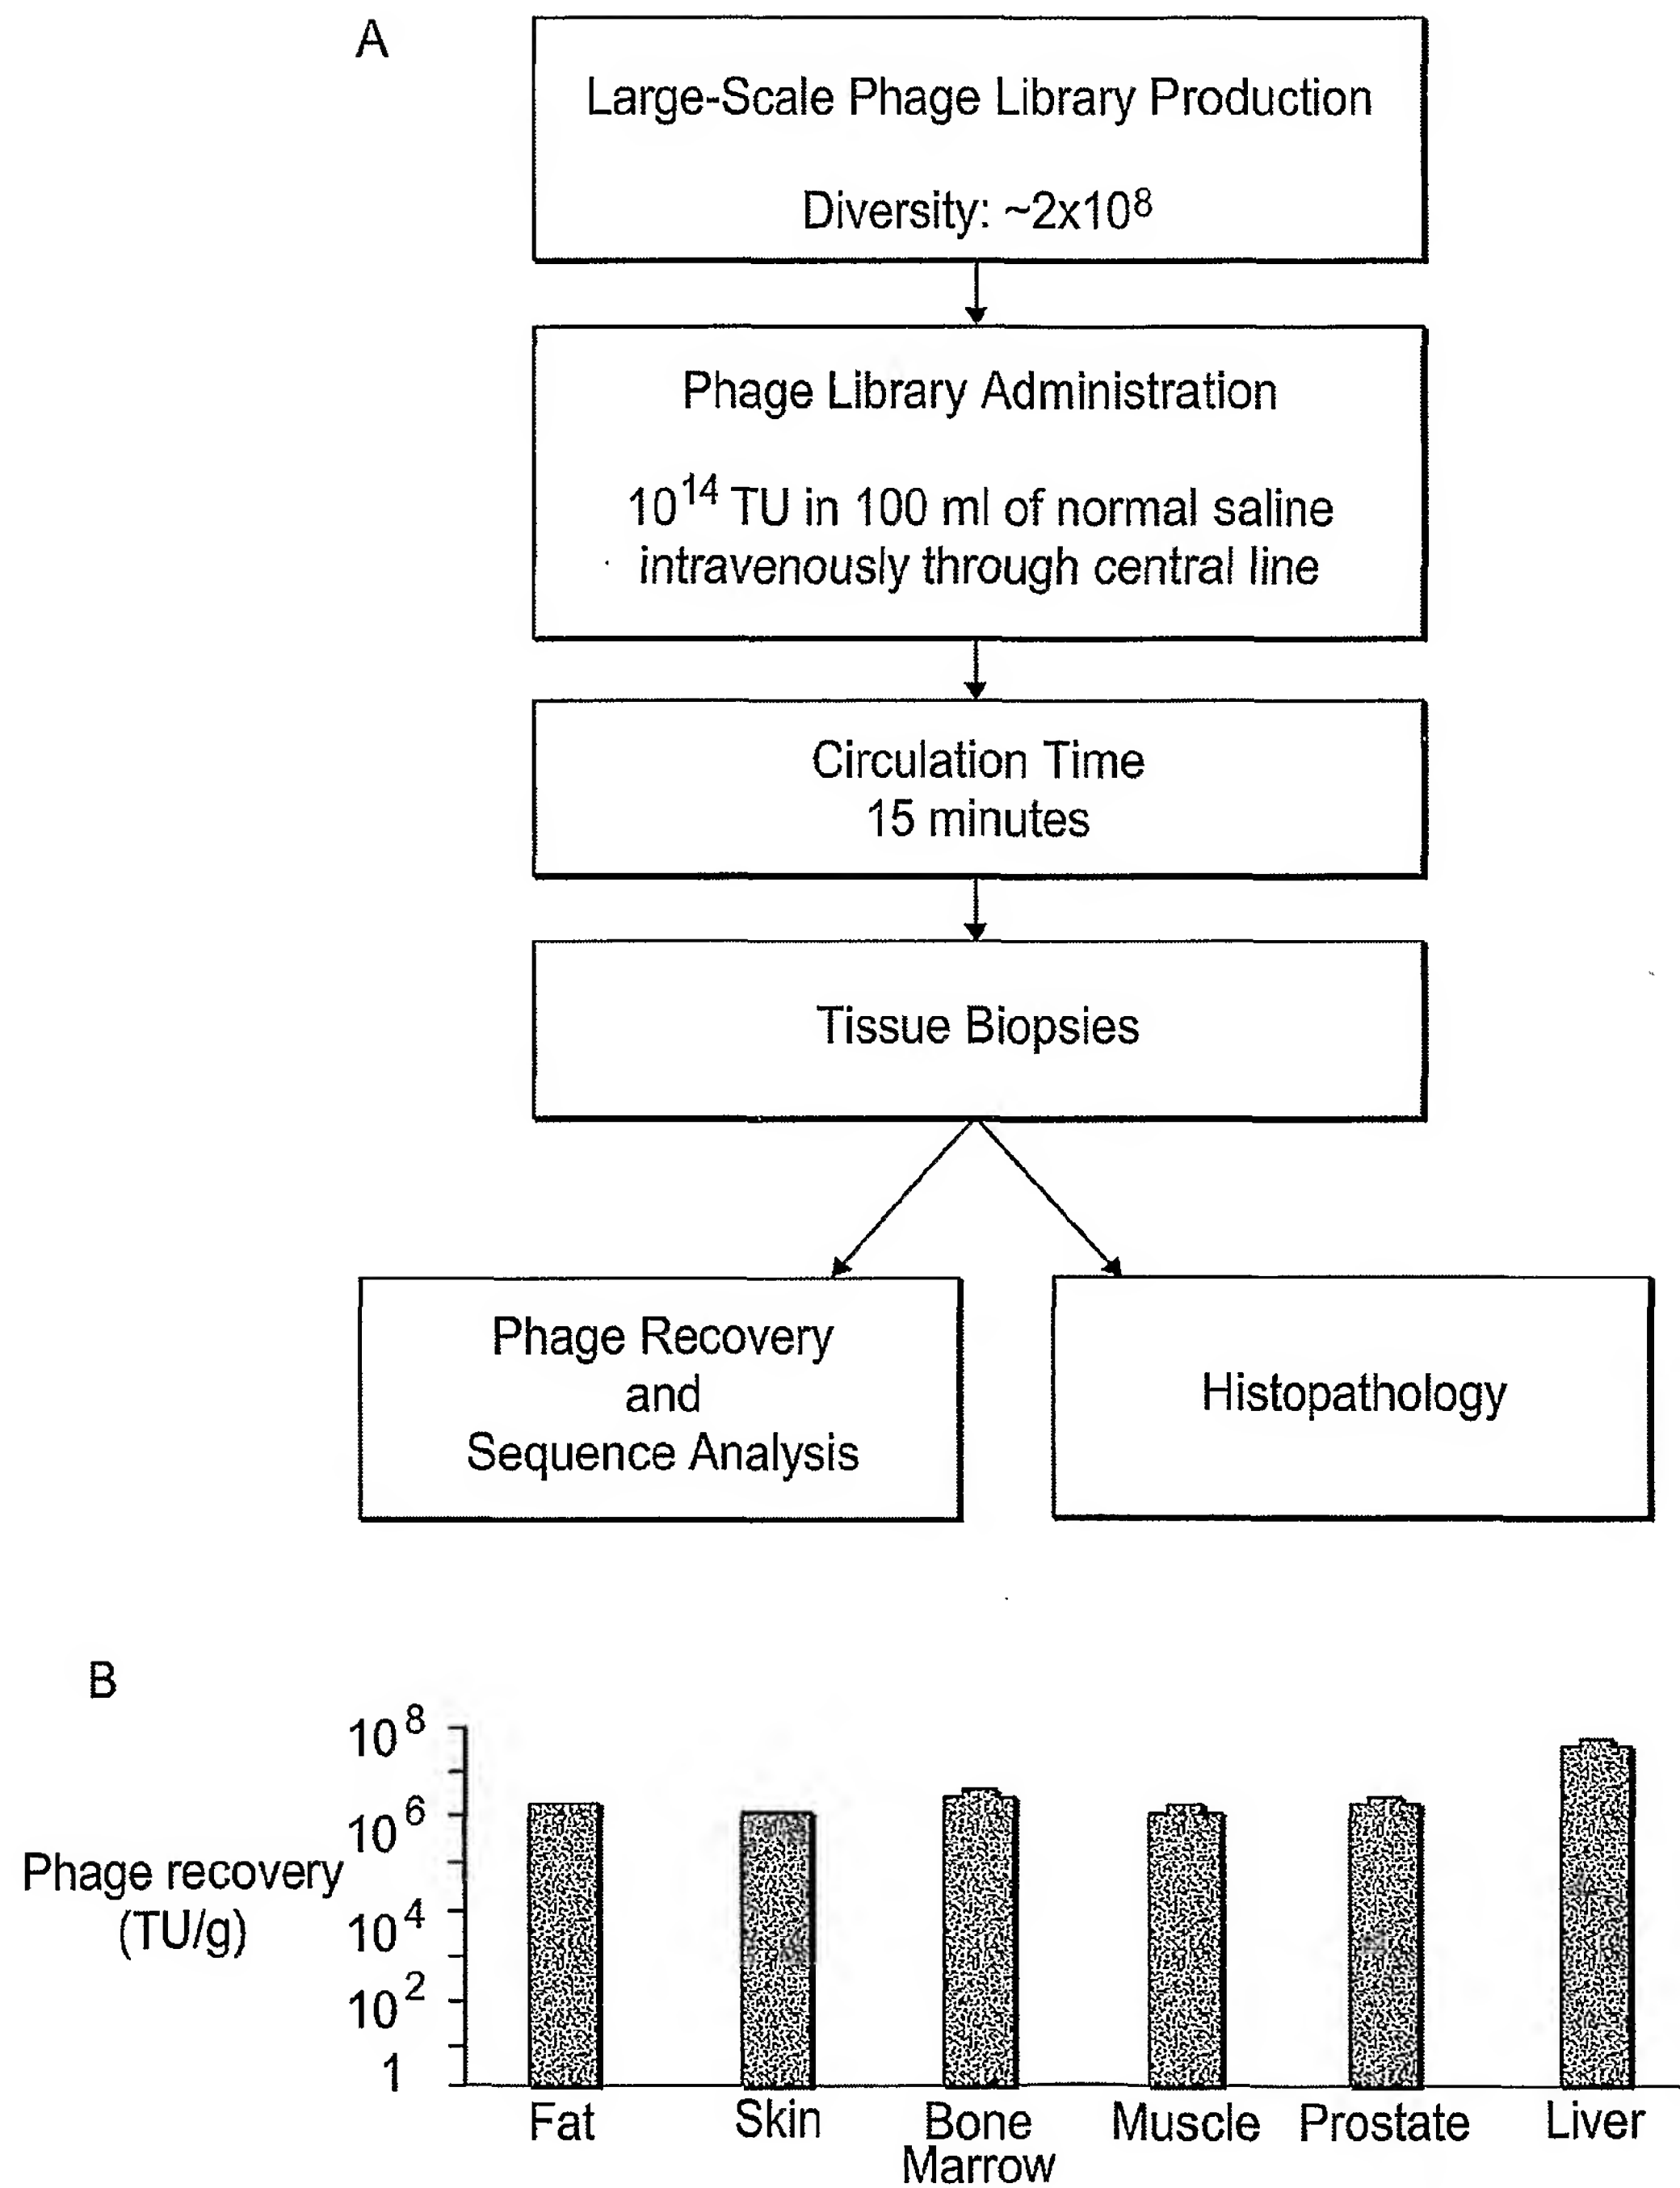 A
Large-Scale Phage Library Production
Diversity: ~2x10⁸
Phage Library Administration
10¹⁴ TU in 100 ml of normal saline
intravenously through central line
Circulation Time
15 minutes
Tissue Biopsies
Phage Recovery
and
Sequence Analysis
Histopathology
B
10⁸
10⁶
10⁴
10²
1
Phage recovery
(TU/g)
Fat
Skin
Bone
Marrow
Muscle
Prostate
Liver